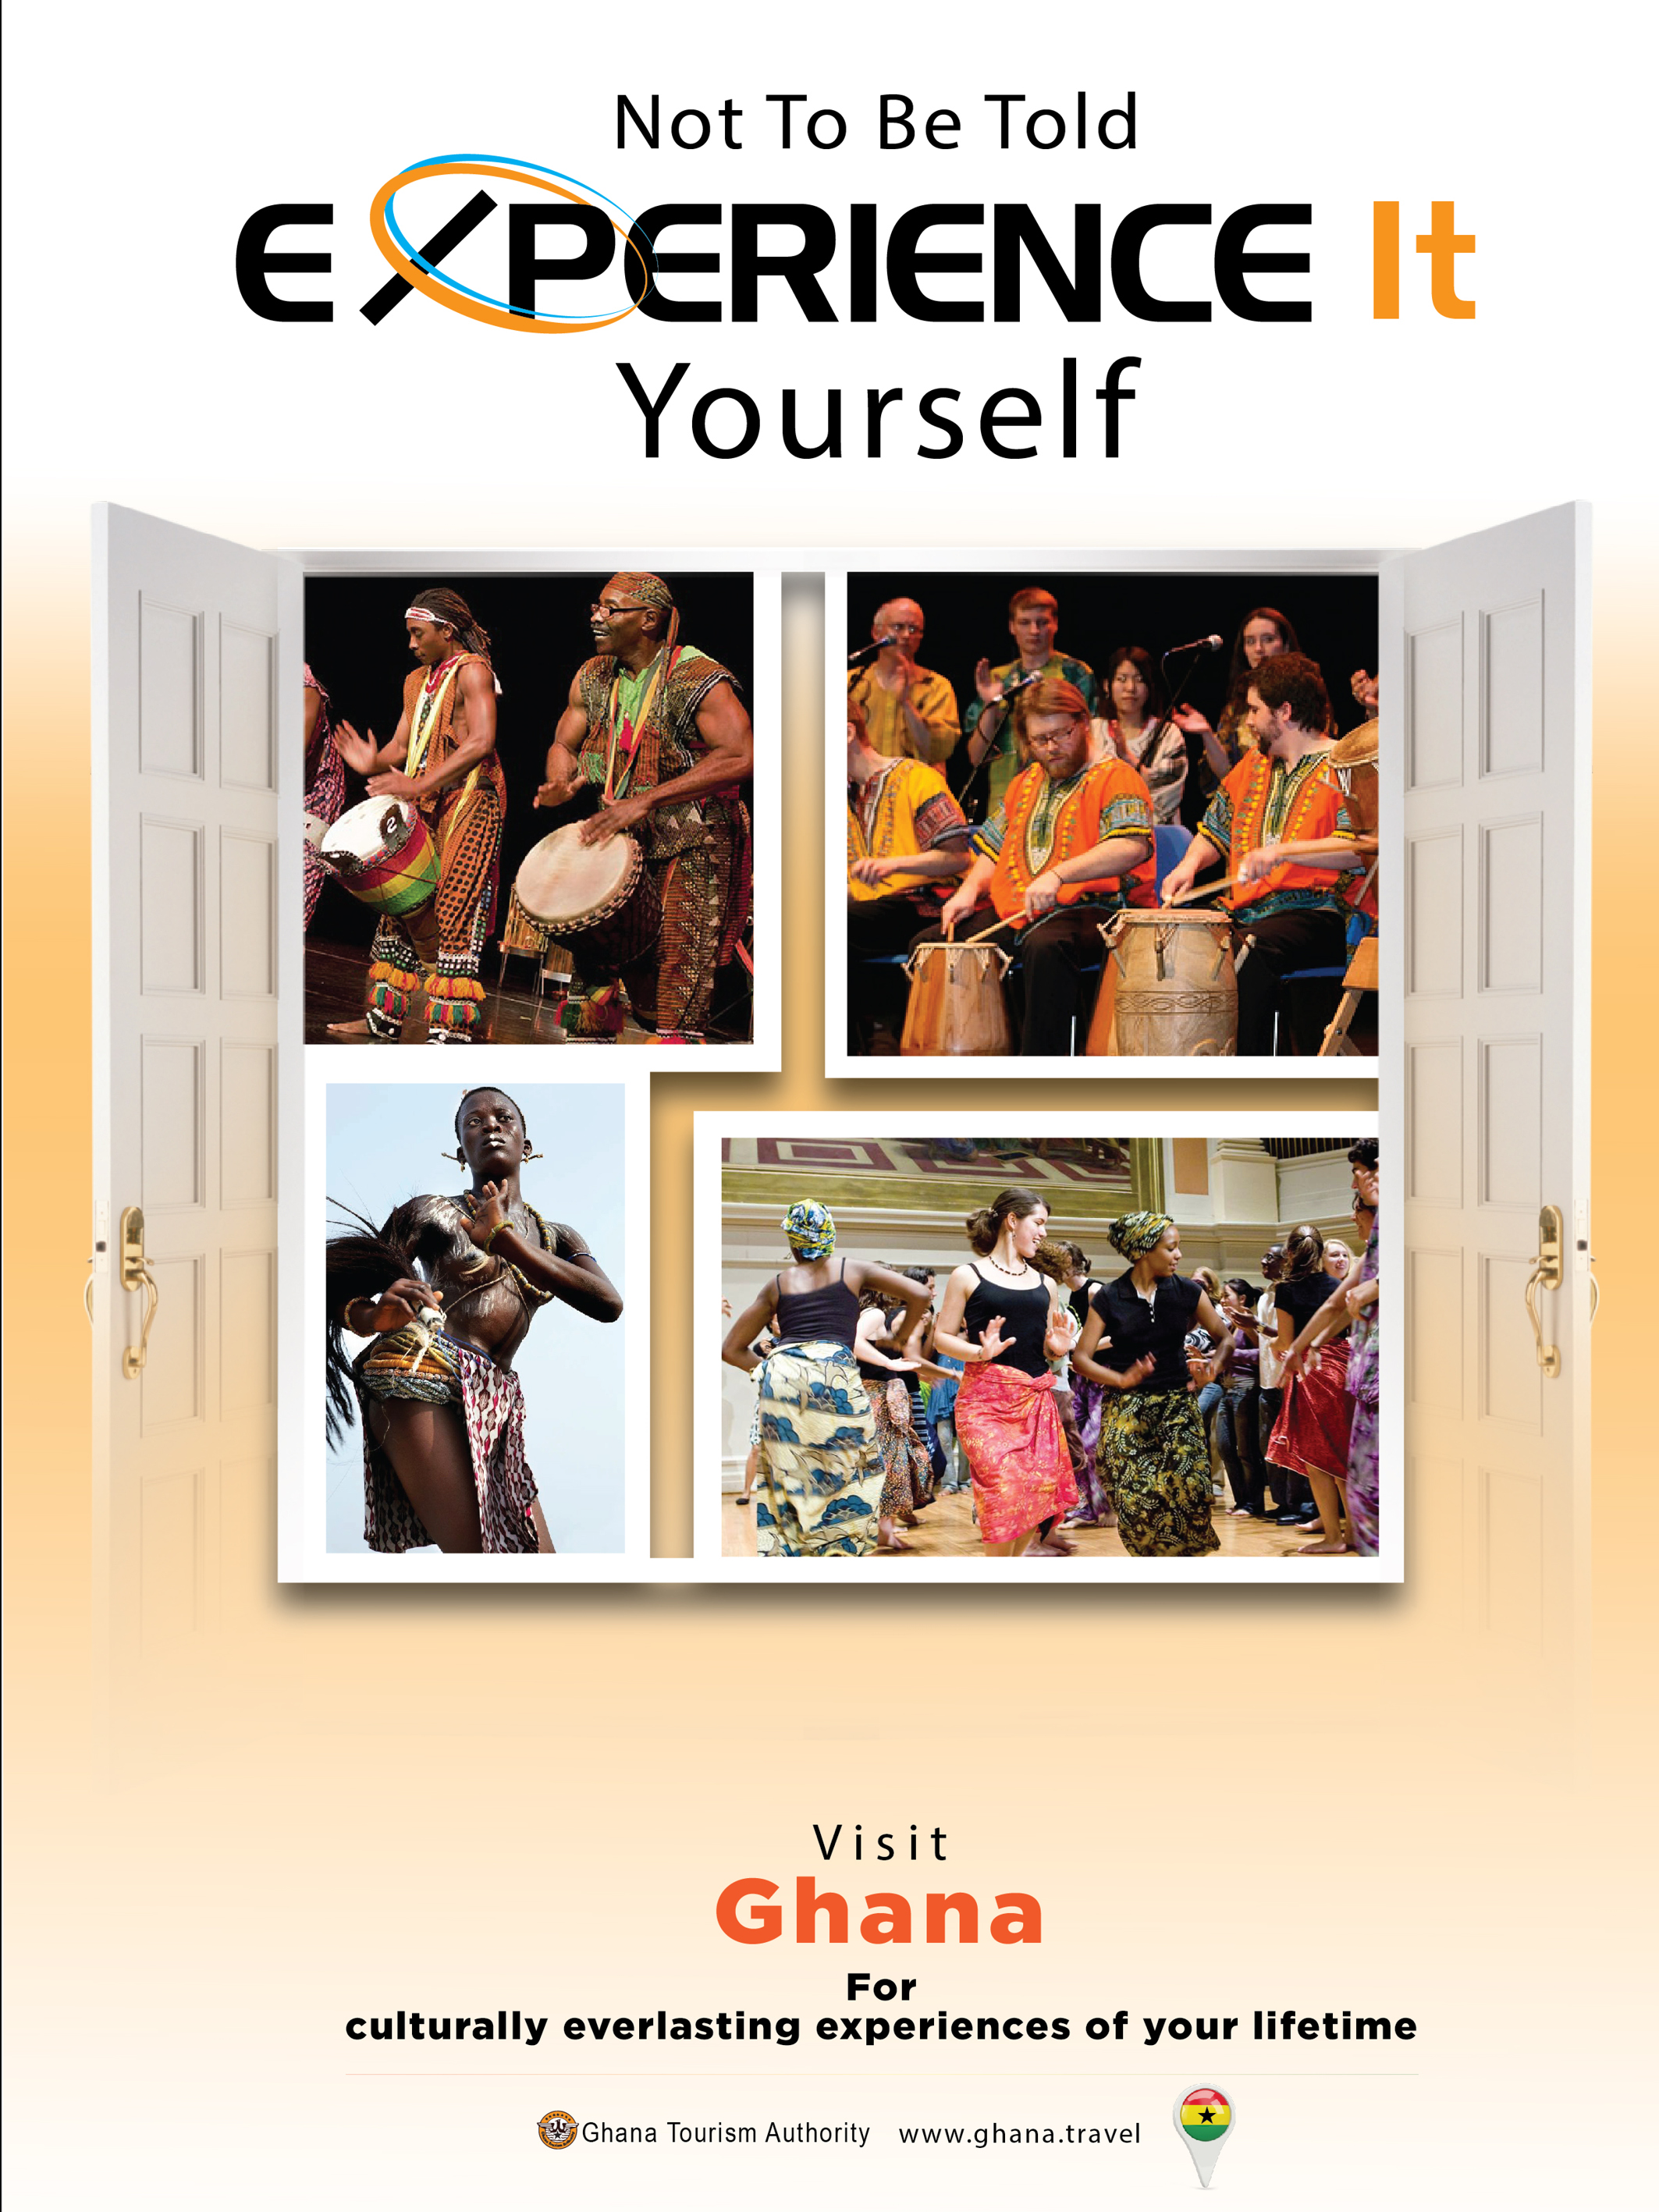 Not To Be Told
EXPERIENCE It
Yourself
2
Visit
Ghana
For
culturally everlasting experiences of your lifetime
Ghana Tourism Authority www.ghana.travel